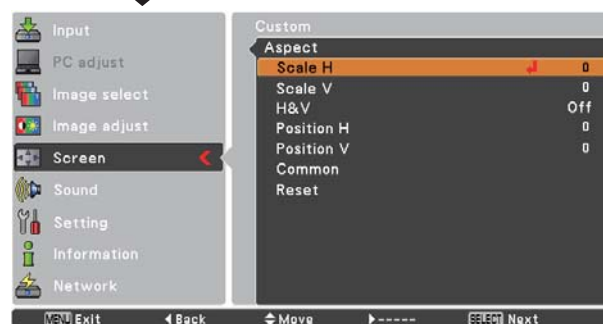 Input
PC adjust
Image select
Image adjust
Screen
Sound
Setting
Information
Network
Custom
Aspect
Scale H 0
Scale V 0
H&V Off
Position H 0
Position V 0
Common
Reset
MENU Exit Back Move ----- SELECT Next